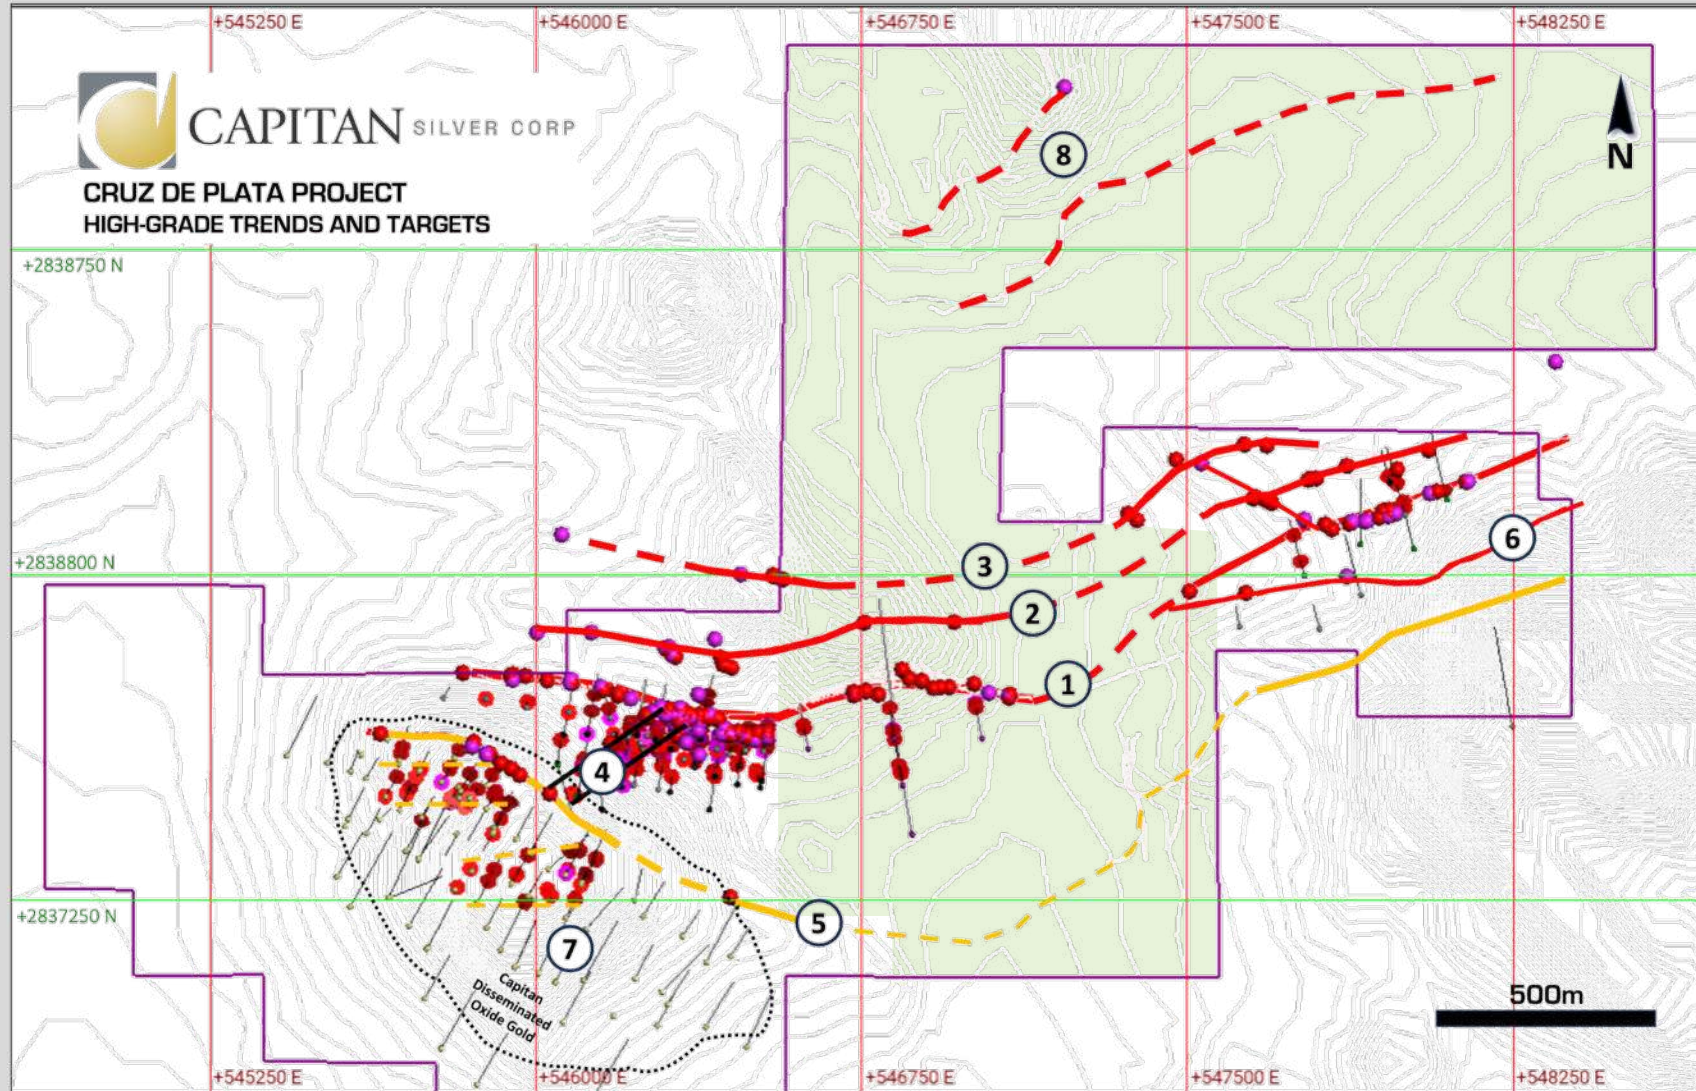 +545250 E
+546000 E
+546750 E
+547500 E
+548250 E
CAPITAN SILVER CORP
CRUZ DE PLATA PROJECT
HIGH-GRADE TRENDS AND TARGETS
8
N
+2838750 N
+2838800 N
3
6
2
1
4
+2837250 N
5
7
Capitan
Disseminated
Oxide Gold
500m
+545250 E
+546000 E
+546750 E
+547500 E
+548250 E